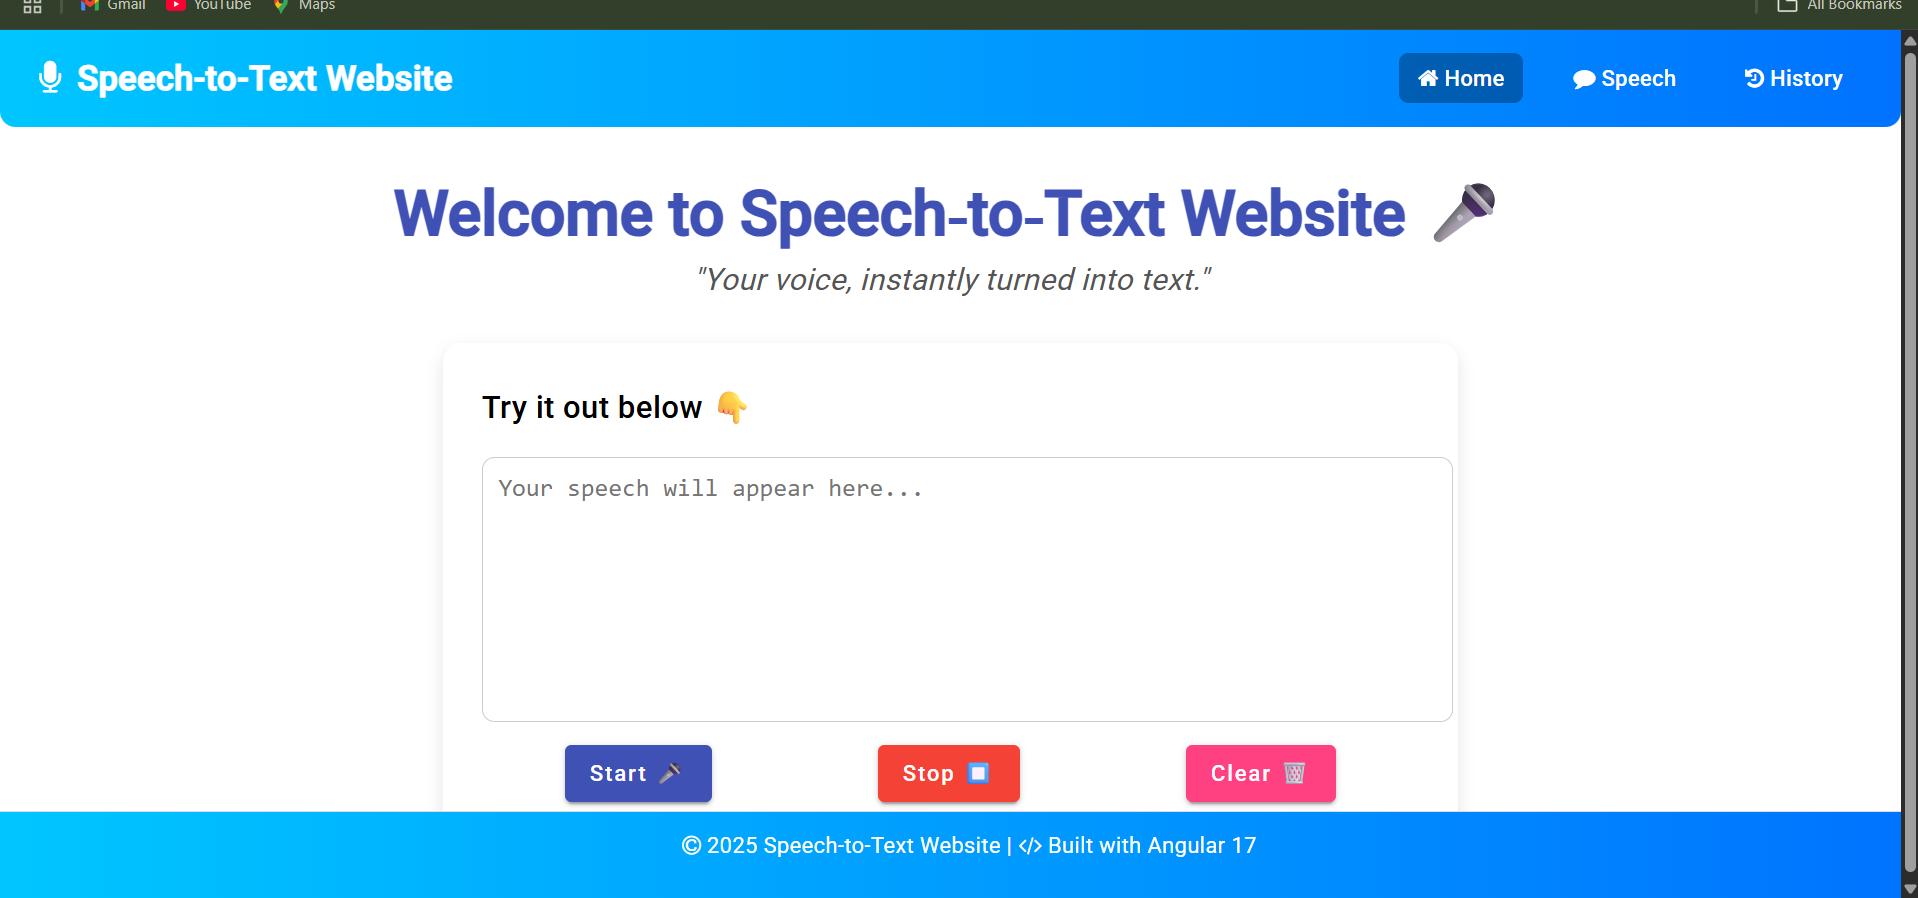 Gmail YouTube Maps All Bookmarks
Speech-to-Text Website Home Speech History
Welcome to Speech-to-Text Website
"Your voice, instantly turned into text."
Try it out below
Your speech will appear here...
Start Stop Clear
© 2025 Speech-to-Text Website | </> Built with Angular 17